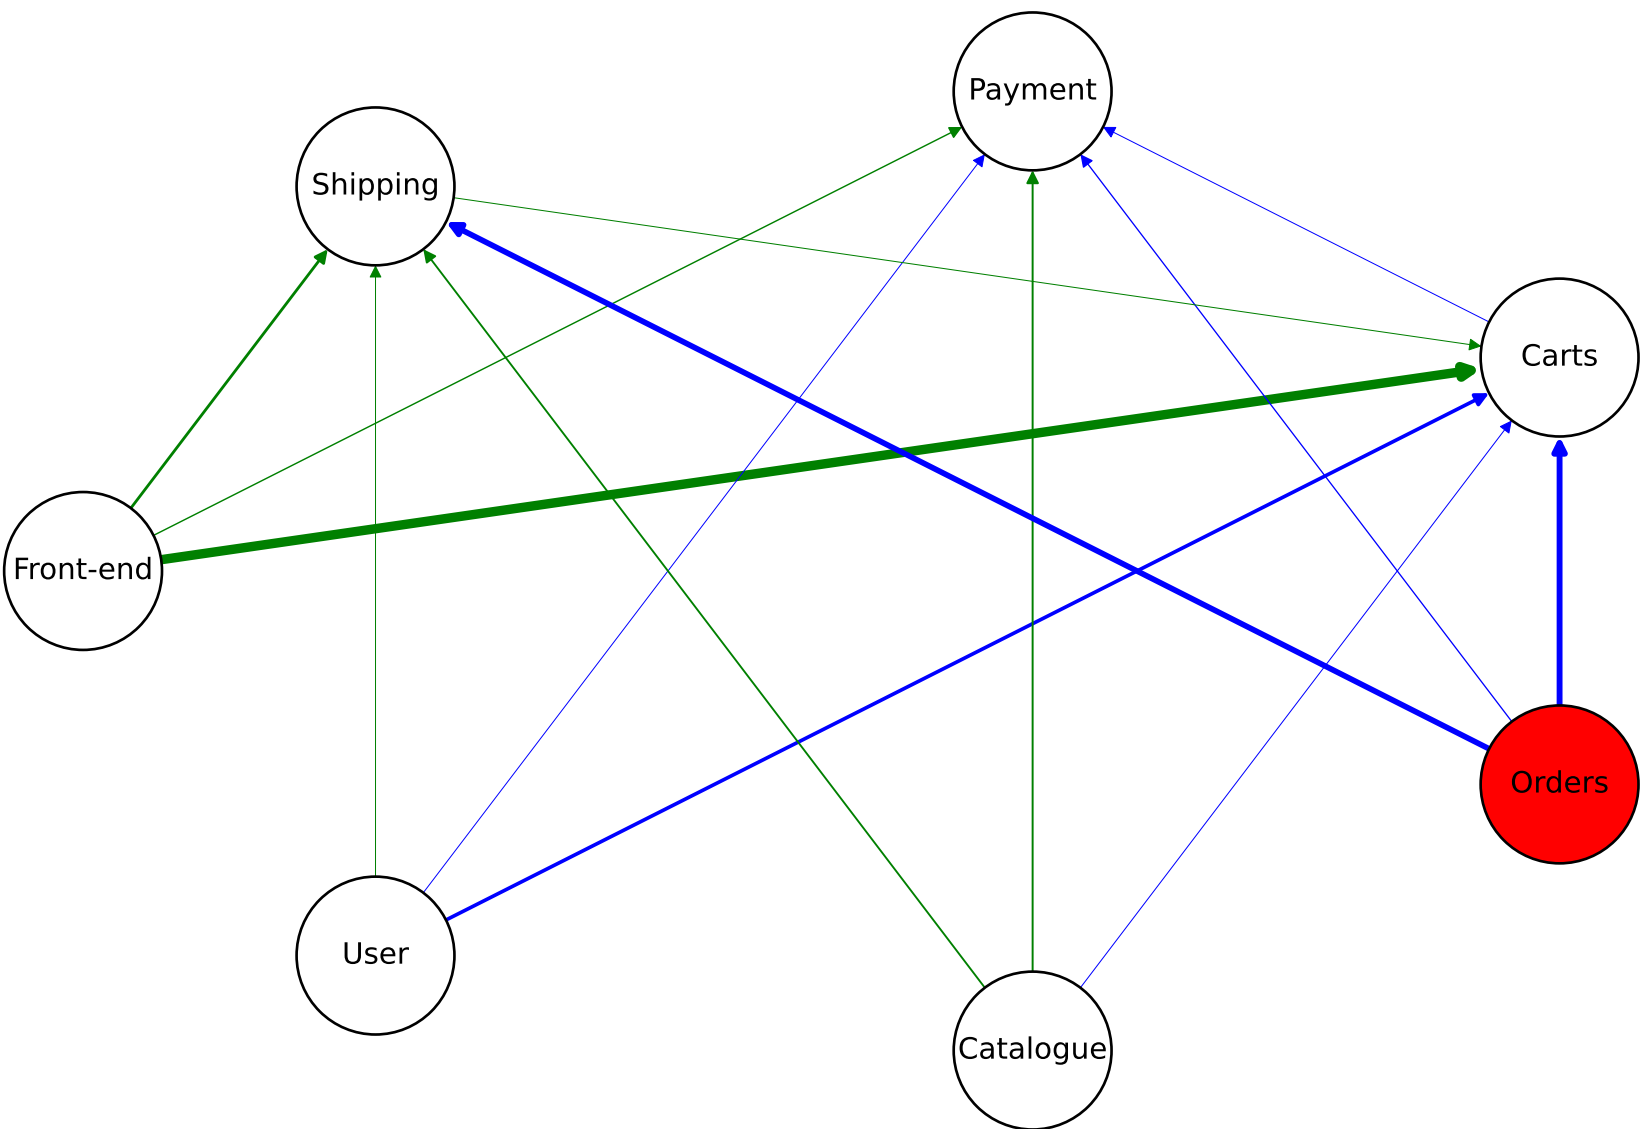 Payment
Shipping
Carts
Front-end
Orders
User
Catalogue